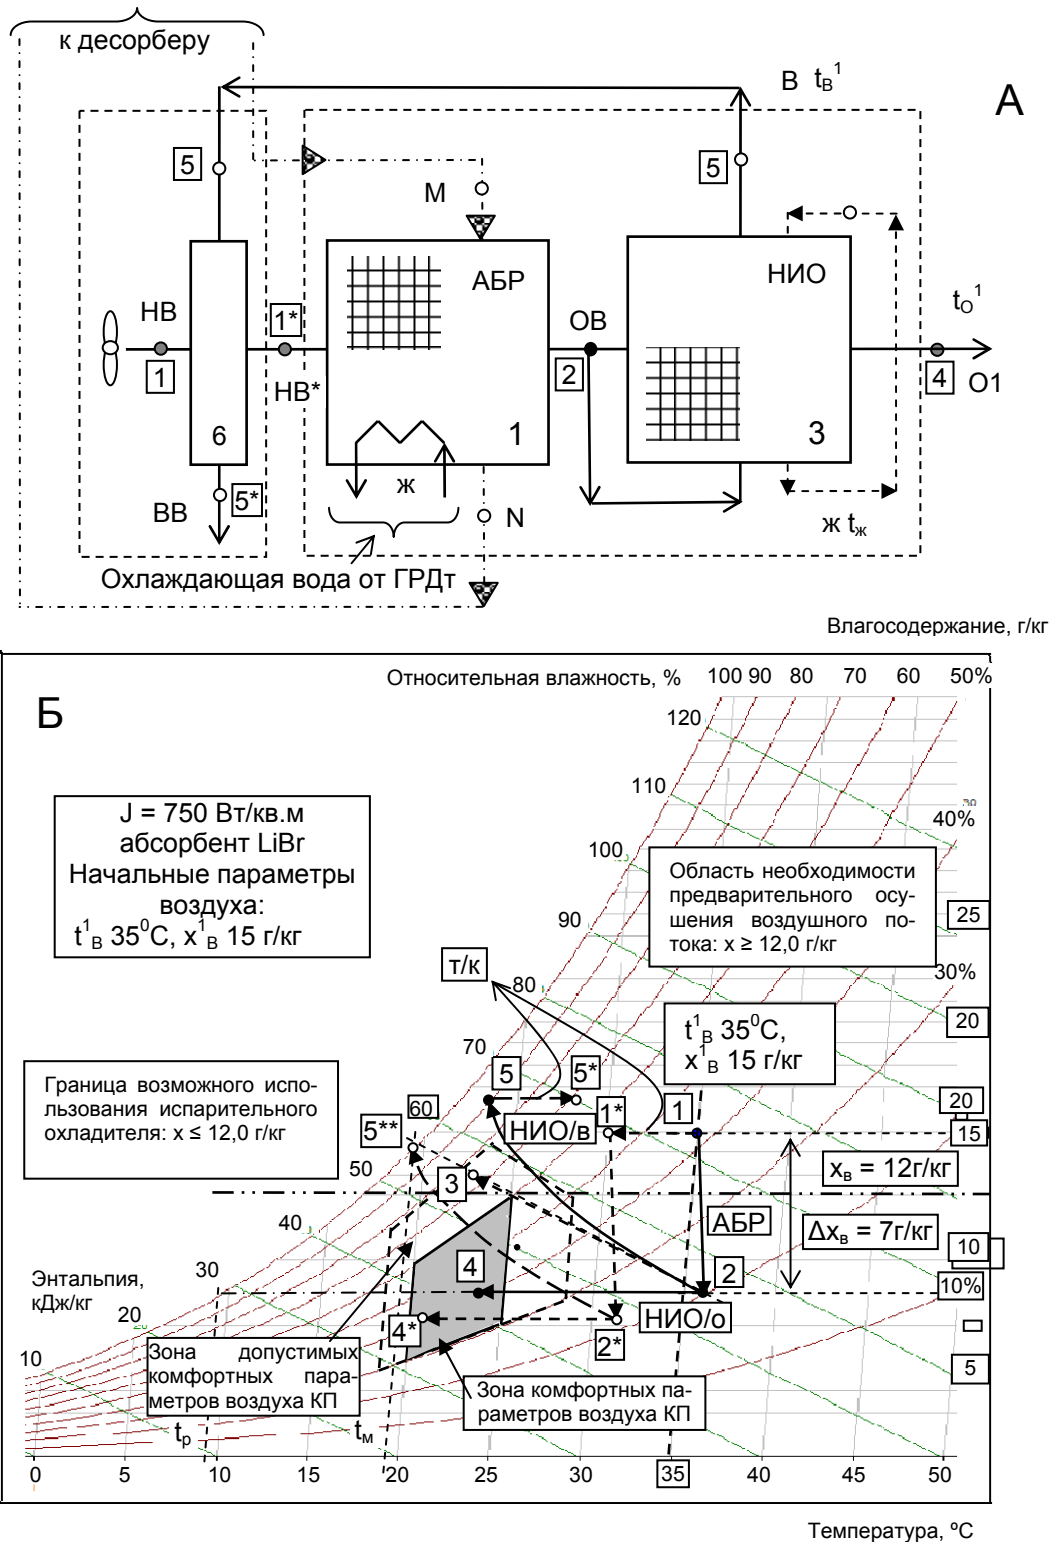 к десорберу
В t_В^1
А
5
5
М
НВ
1*
АБР
ОВ
НИО
t_О^1
1
НВ*
2
4
О1
6
1
3
ж
5*
ВВ
N
ж t_ж
Охлаждающая вода от ГРДт
Влагосодержание, г/кг
Относительная влажность, % 100 90 80 70 60 50%
Б
120
110
40%
J = 750 Вт/кв.м
абсорбент LiBr
Начальные параметры
воздуха:
t^1_В 35^0C, x^1_В 15 г/кг
100
Область необходимости
предварительного осу-
шения воздушного по-
тока: x ≥ 12,0 г/кг
90
25
т/к
30%
80
t^1_В 35^0C,
x^1_В 15 г/кг
20
70
Граница возможного исполь-
зования испарительного
охладителя: x ≤ 12,0 г/кг
5
5*
60
1*
1
20
5**
НИО/в
15
50
3
x_в = 12г/кг
40
АБР
Δx_в = 7г/кг
10
Энтальпия,
кДж/кг
30
4
2
10%
20
4*
2*
НИО/о
10
Зона допустимых
комфортных пара-
метров воздуха КП
Зона комфортных па-
раметров воздуха КП
5
t_р
t_м
0 5 10 15 20 25 30 35 40 45 50
Температура, ºС